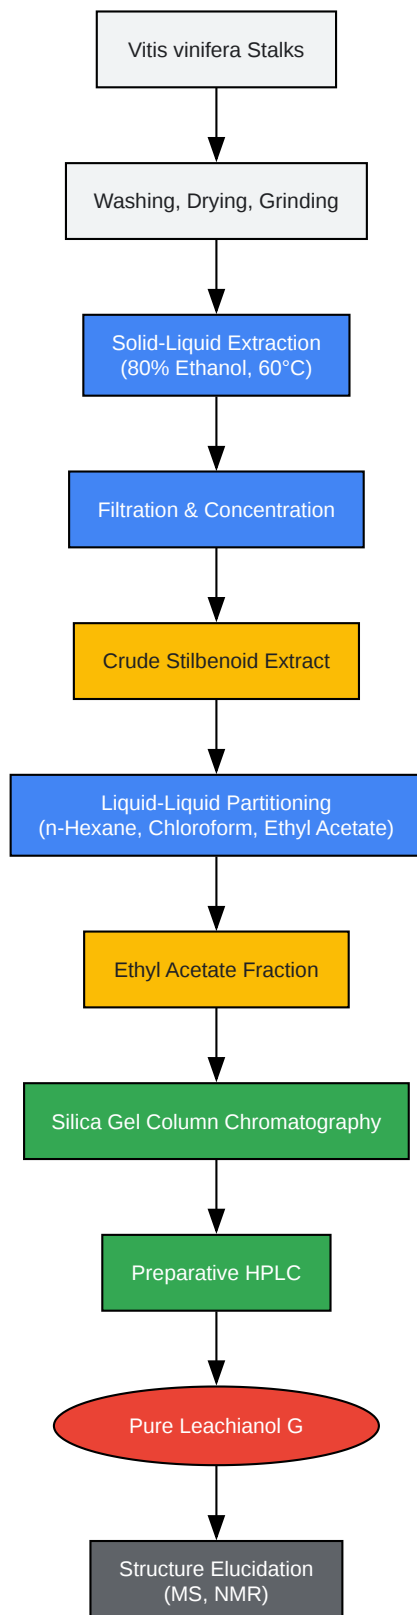 Vitis vinifera Stalks
Washing, Drying, Grinding
Solid-Liquid Extraction
(80% Ethanol, 60°C)
Filtration & Concentration
Crude Stilbenoid Extract
Liquid-Liquid Partitioning
(n-Hexane, Chloroform, Ethyl Acetate)
Ethyl Acetate Fraction
Silica Gel Column Chromatography
Preparative HPLC
Pure Leachianol G
Structure Elucidation
(MS, NMR)